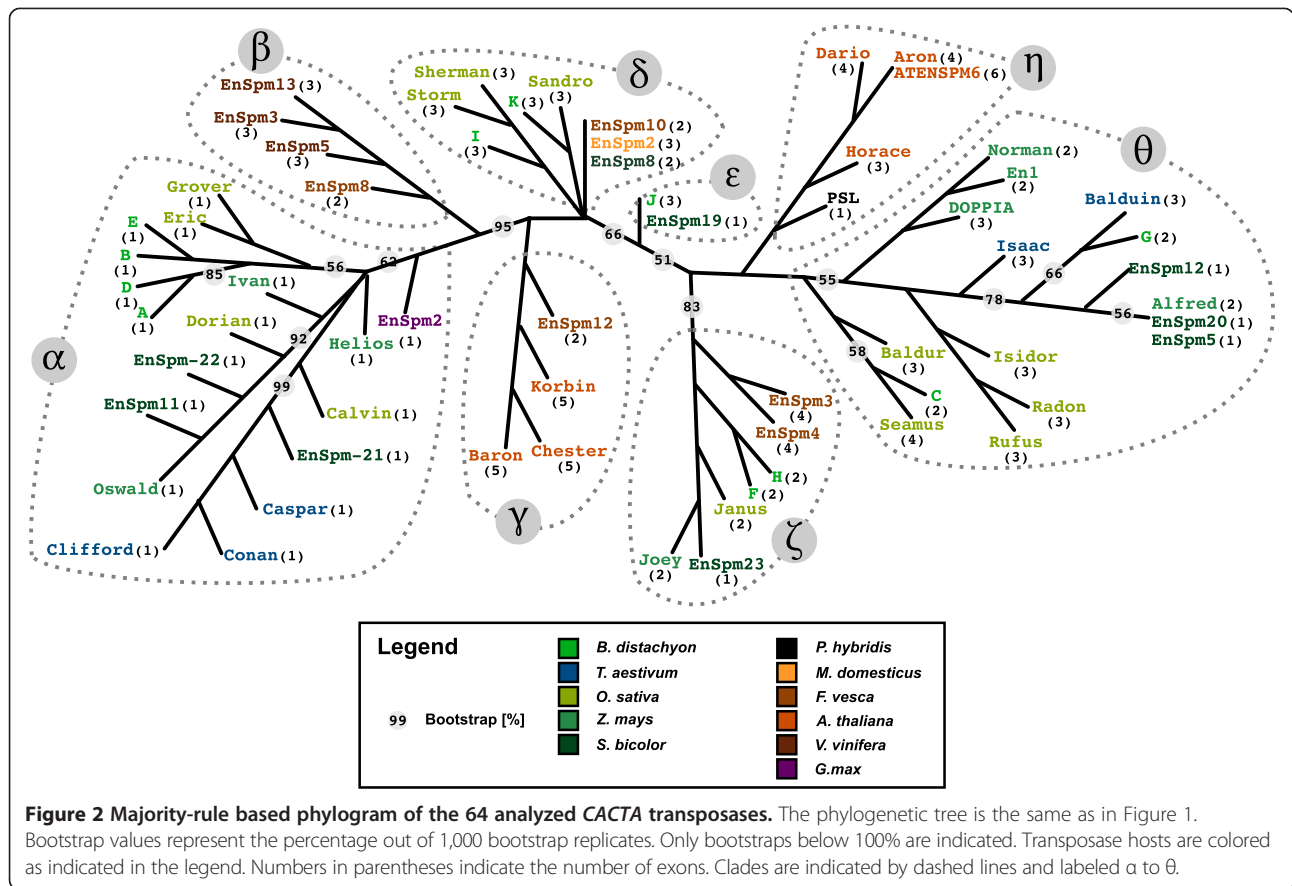 β
δ
η
θ
ε
α
γ
ζ
EnSpm13(3)
EnSpm3
(3)
EnSpm5
(3)
EnSpm8
(2)
Sherman(3)
Storm
(3)
K(3)
Sandro
(3)
I
(3)
EnSpm10(2)
EnSpm2(3)
EnSpm8(2)
J(3)
EnSpm19(1)
Dario
(4)
Aron(4)
ATENSPM6(6)
Horace
(3)
PSL
(1)
Norman(2)
En1
(2)
DOPPIA
(3)
Balduin(3)
G(2)
Isaac
(3)
EnSpm12(1)
Alfred(2)
EnSpm20(1)
EnSpm5(1)
Grover
(1)
Eric
(1)
E
(1)
B
(1)
D
(1)
A
(1)
Ivan(1)
Dorian(1)
EnSpm-22(1)
EnSpm11(1)
Oswald(1)
Helios(1)
EnSpm2
Calvin(1)
EnSpm-21(1)
Caspar(1)
Clifford(1)
Conan(1)
EnSpm12
(2)
Korbin
(5)
Baron
(5)
Chester
(5)
EnSpm3
(4)
EnSpm4
(4)
H(2)
F(2)
Janus
(2)
Joey
(2)
EnSpm23
(1)
Baldur
(3)
C
(2)
Seamus
(4)
Isidor
(3)
Radon
(3)
Rufus
(3)
95
66
51
83
55
78
66
56
58
56
62
85
92
99
Legend
99 Bootstrap [%]
B. distachyon
T. aestivum
O. sativa
Z. mays
S. bicolor
P. hybridis
M. domesticus
F. vesca
A. thaliana
V. vinifera
G.max
Figure 2 Majority-rule based phylogram of the 64 analyzed CACTA transposases. The phylogenetic tree is the same as in Figure 1.
Bootstrap values represent the percentage out of 1,000 bootstrap replicates. Only bootstraps below 100% are indicated. Transposase hosts are colored
as indicated in the legend. Numbers in parentheses indicate the number of exons. Clades are indicated by dashed lines and labeled α to θ.